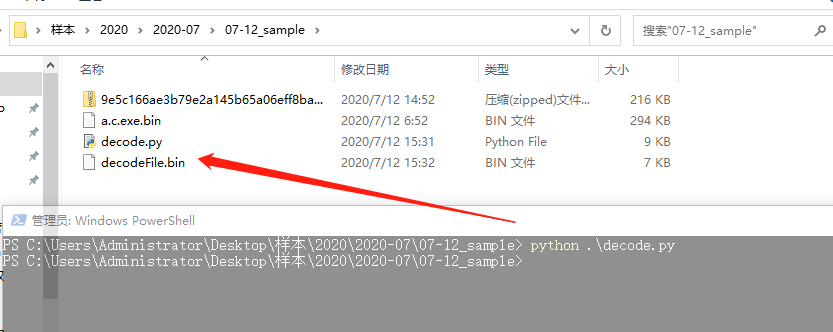 样本 2020 2020-07 07-12_sample 搜索"07-12_sample"
名称 修改日期 类型 大小
9e5c166ae3b79e2a145b65a06eff8ba... 2020/7/12 14:52 压缩(zipped)文件... 216 KB
a.c.exe.bin 2020/7/12 6:52 BIN 文件 294 KB
decode.py 2020/7/12 15:31 Python File 9 KB
decodeFile.bin 2020/7/12 15:32 BIN 文件 7 KB
管理员: Windows PowerShell
PS C:\Users\Administrator\Desktop\样本\2020\2020-07\07-12_sample> python .\decode.py
PS C:\Users\Administrator\Desktop\样本\2020\2020-07\07-12_sample>